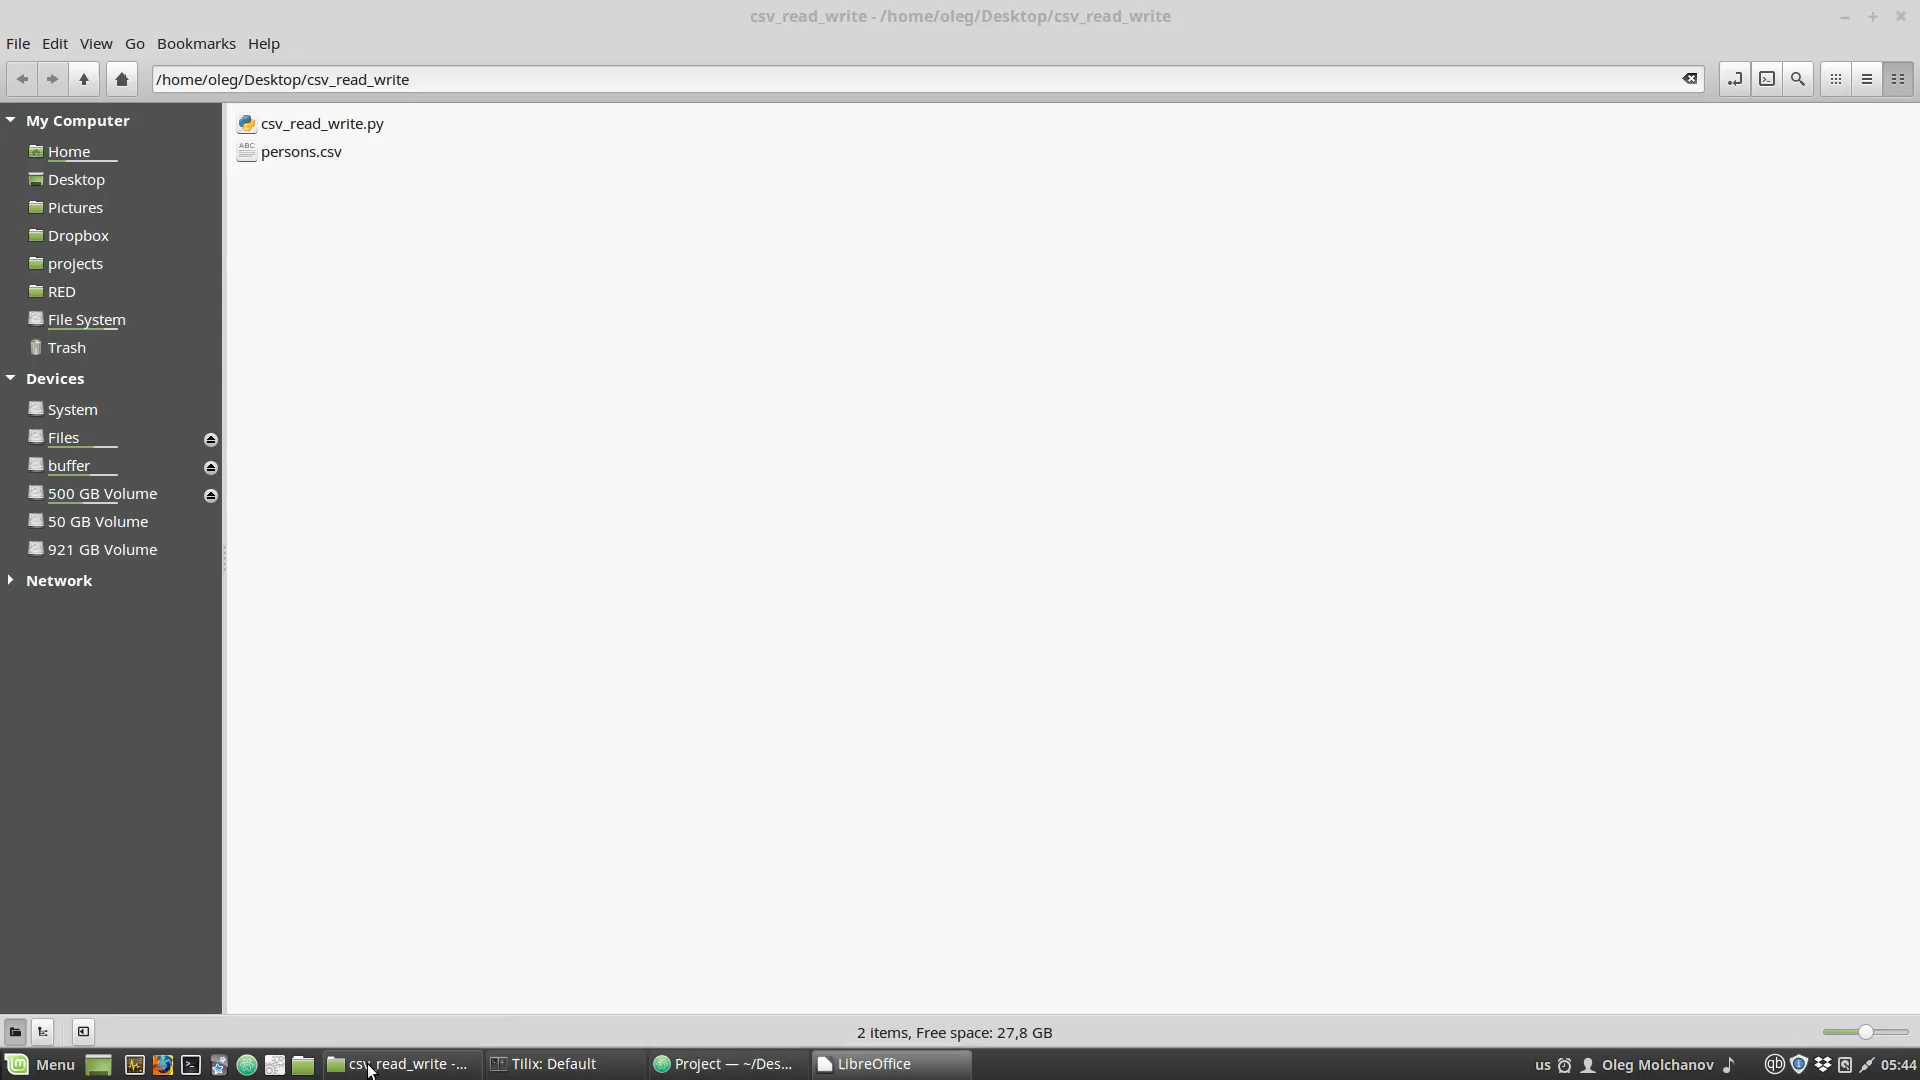 csv_read_write - /home/oleg/Desktop/csv_read_write
File Edit View Go Bookmarks Help
/home/oleg/Desktop/csv_read_write
My Computer
Home
Desktop
Pictures
Dropbox
projects
RED
File System
Trash
Devices
System
Files
buffer
500 GB Volume
50 GB Volume
921 GB Volume
Network
csv_read_write.py
ABC
persons.csv
2 items, Free space: 27,8 GB
Menu
csv_read_write -...
Tilix: Default
Project — ~/Des...
LibreOffice
us
Oleg Molchanov
qb
05:44